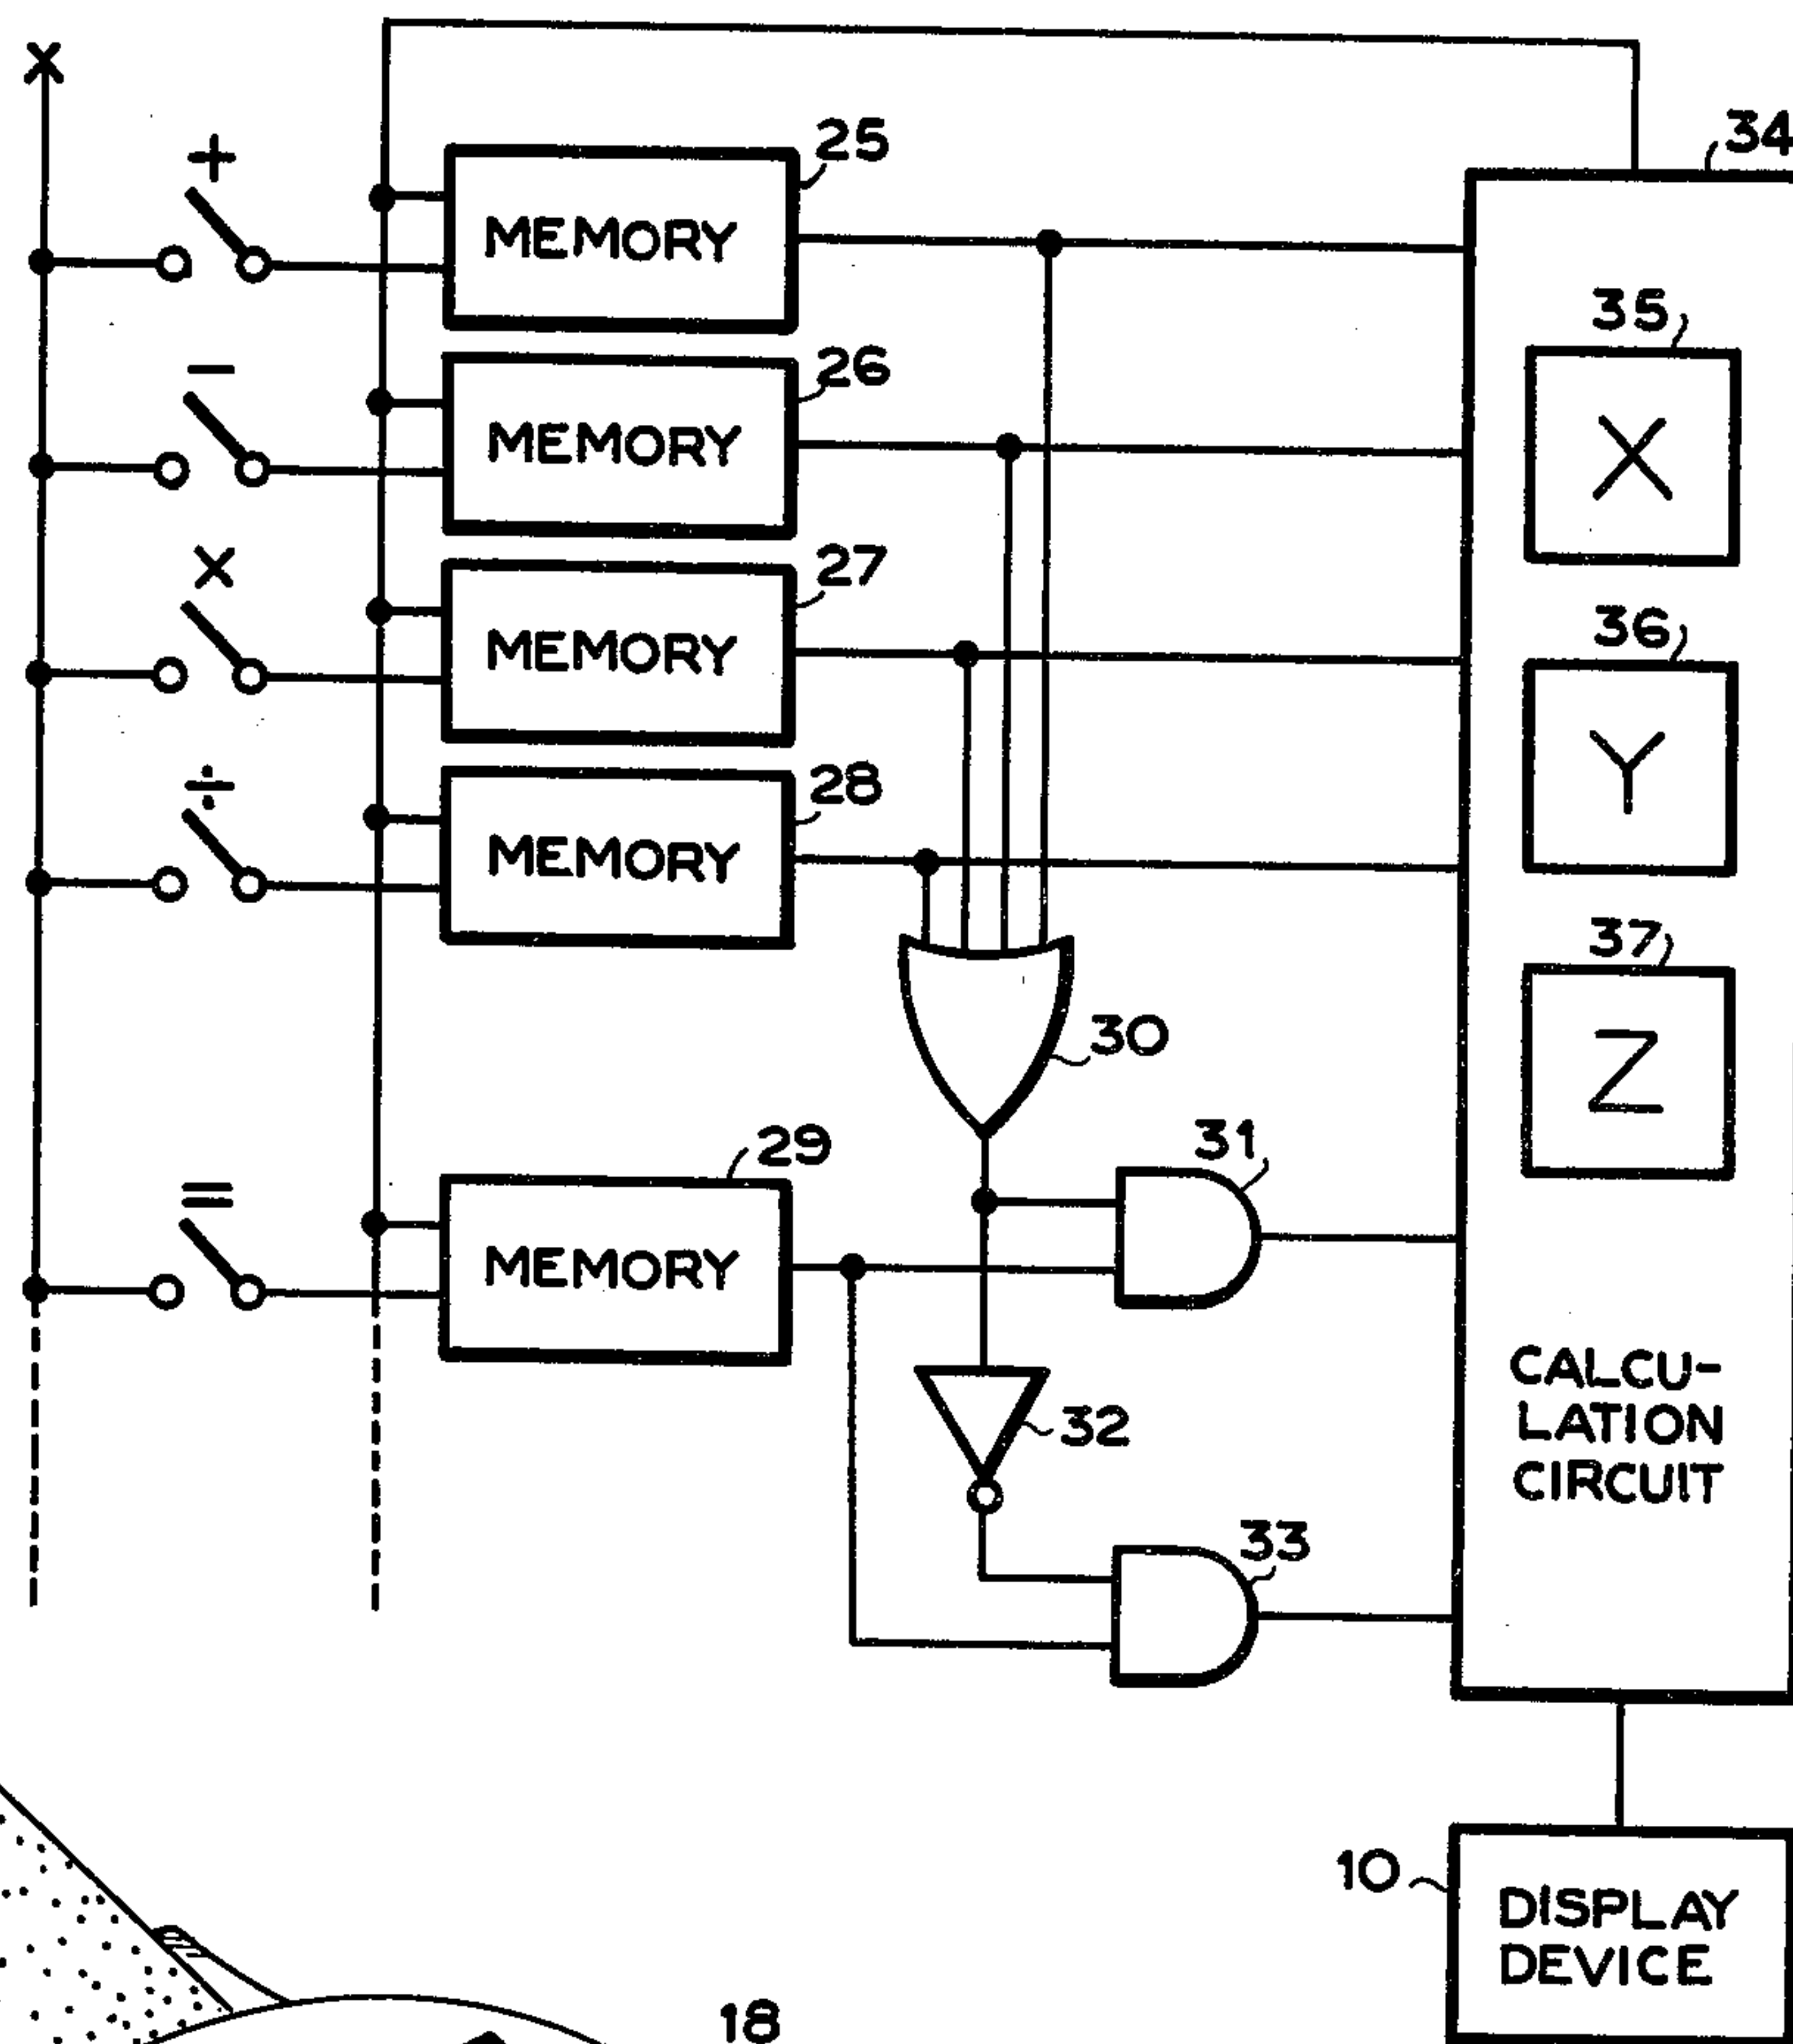 X
34
+
25
MEMORY
35
X
−
26
MEMORY
×
27
MEMORY
36
Y
÷
28
MEMORY
37
Z
30
31
=
29
MEMORY
32
CALCU-
LATION
CIRCUIT
33
10
DISPLAY
DEVICE
18